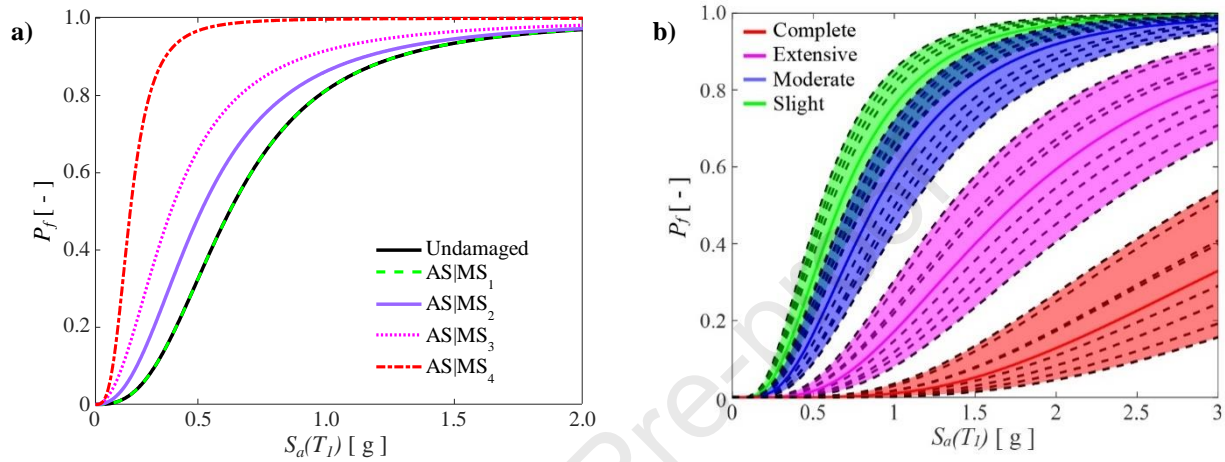 a)
1.0
0.8
0.6
0.4
0.2
0
P_f [ - ]
Undamaged
AS|MS_1
AS|MS_2
AS|MS_3
AS|MS_4
0 0.5 1.0 1.5 2.0
S_a(T_1) [ g ]
b)
1.0
0.8
0.6
0.4
0.2
0
P_f [ - ]
Complete
Extensive
Moderate
Slight
0 0.5 1 1.5 2 2.5 3
S_a(T_1) [ g ]
Pre-pr